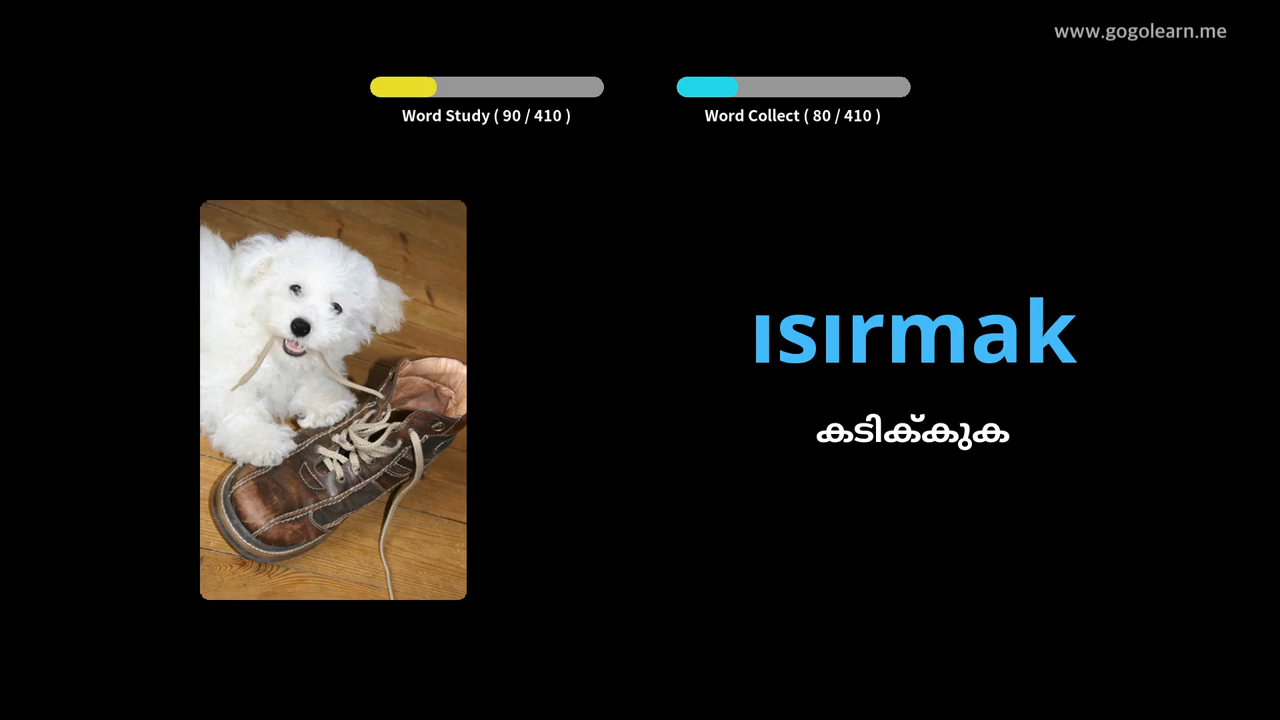 www.gogolearn.me
Word Study ( 90 / 410 )
Word Collect ( 80 / 410 )
ısırmak
കടിക്കുക